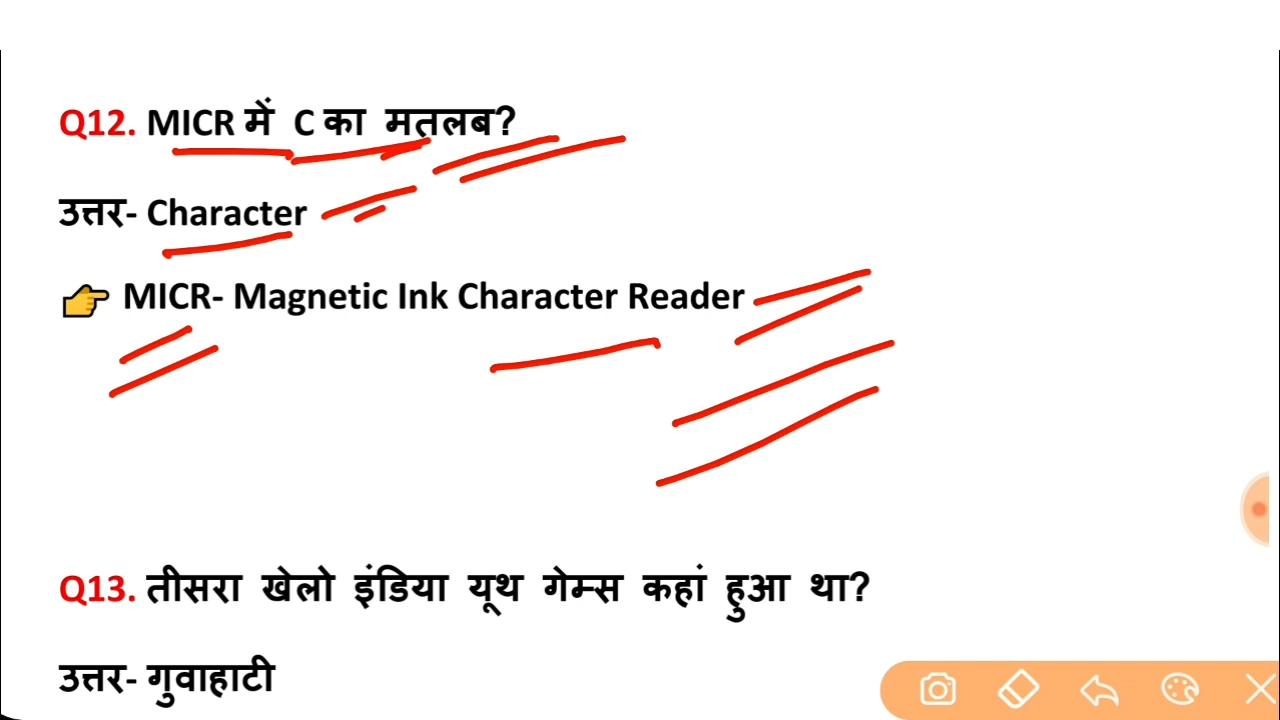 Q12. MICR में C का मतलब?
उत्तर- Character
👉 MICR- Magnetic Ink Character Reader
Q13. तीसरा खेलो इंडिया यूथ गेम्स कहां हुआ था?
उत्तर- गुवाहाटी